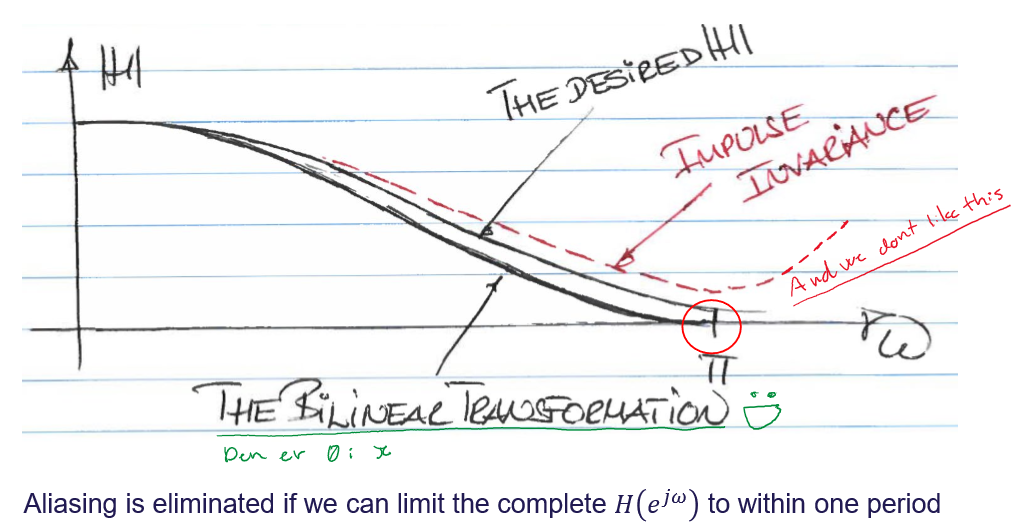 |H|
THE DESIRED |H|
IMPULSE
INVARIANCE
And we dont like this
π
ω
THE BILINEAR TRANSFORMATION
Den er 0 i π
Aliasing is eliminated if we can limit the complete H(e^{jω}) to within one period